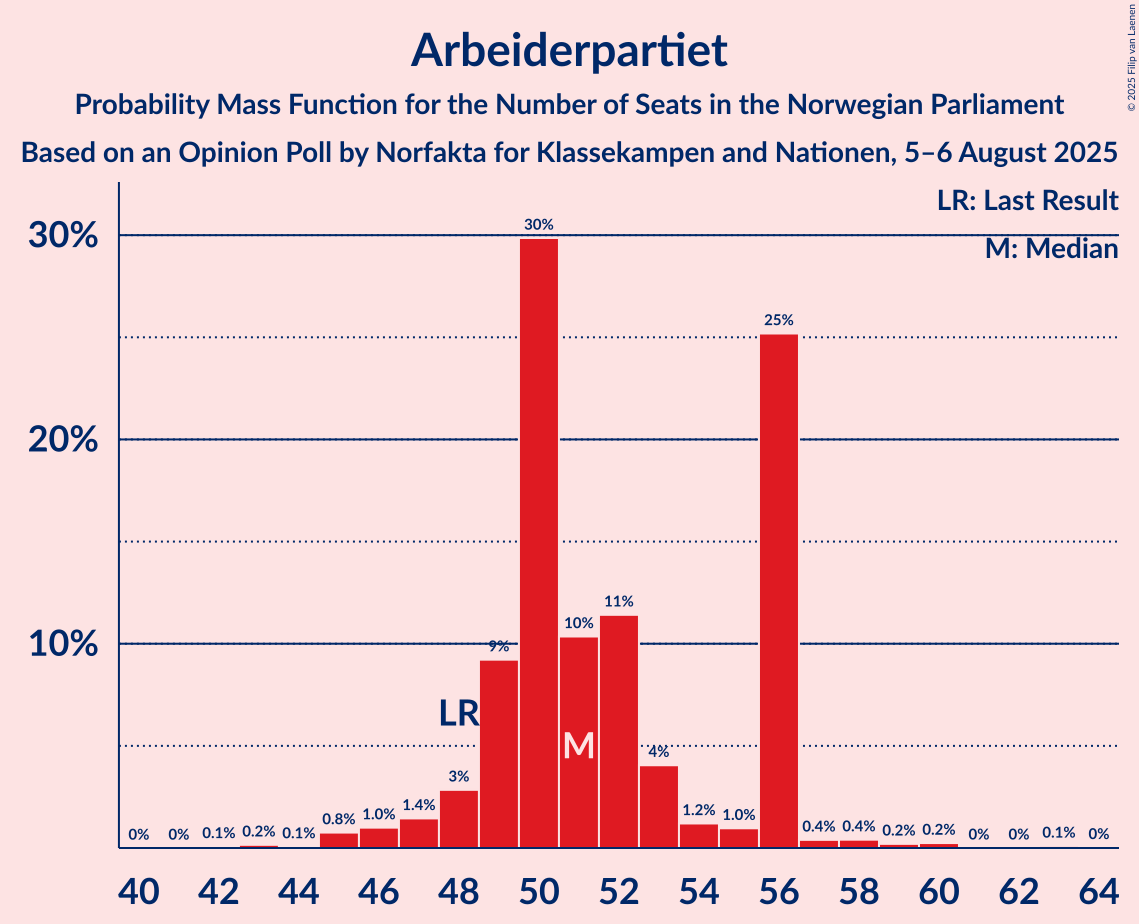 Arbeiderpartiet
Probability Mass Function for the Number of Seats in the Norwegian Parliament
Based on an Opinion Poll by Norfakta for Klassekampen and Nationen, 5–6 August 2025
© 2025 Filip van Laenen
LR: Last Result
M: Median
30%
20%
10%
0% 0% 0.1% 0.2% 0.1% 0.8% 1.0% 1.4% 3% 9% 30% 10% 11% 4% 1.2% 1.0% 25% 0.4% 0.4% 0.2% 0.2% 0% 0% 0.1% 0%
LR
M
40 42 44 46 48 50 52 54 56 58 60 62 64